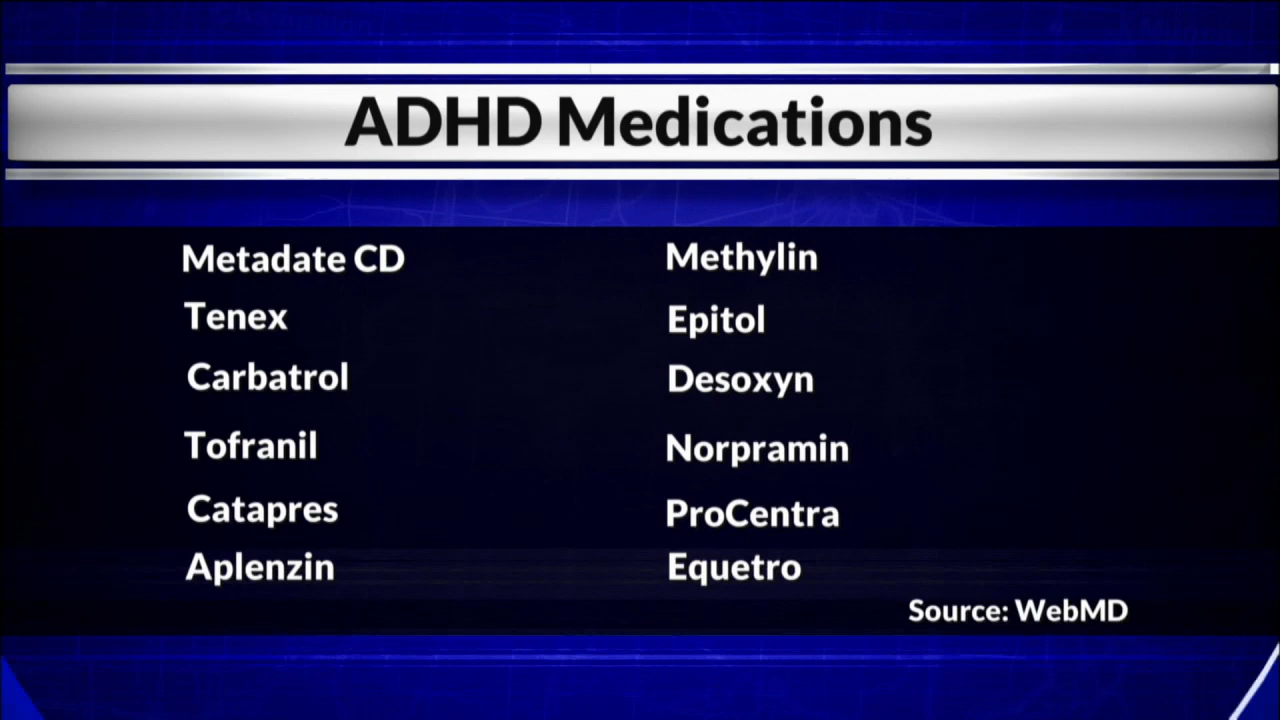 ADHD Medications
Metadate CD
Methylin
Tenex
Epitol
Carbatrol
Desoxyn
Tofranil
Norpramin
Catapres
ProCentra
Aplenzin
Equetro
Source: WebMD